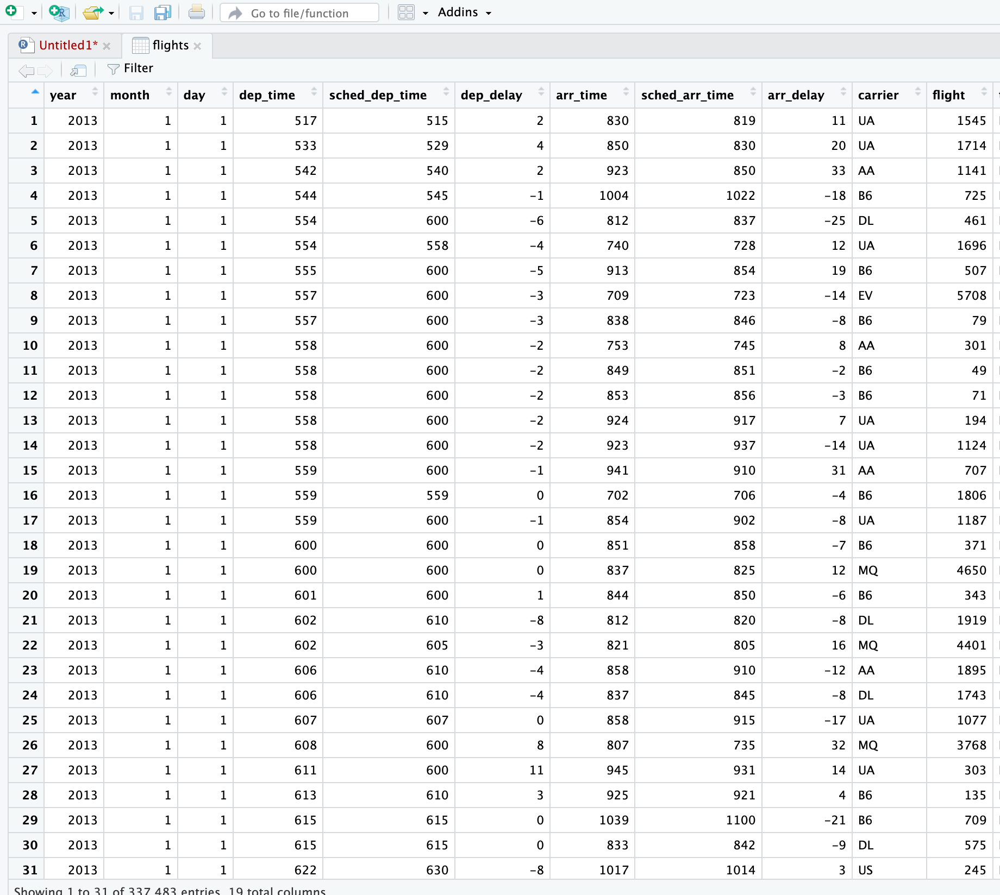 Go to file/function Addins
Untitled1* flights
Filter
year month day dep_time sched_dep_time dep_delay arr_time sched_arr_time arr_delay carrier flight
1 2013 1 1 517 515 2 830 819 11 UA 1545
2 2013 1 1 533 529 4 850 830 20 UA 1714
3 2013 1 1 542 540 2 923 850 33 AA 1141
4 2013 1 1 544 545 -1 1004 1022 -18 B6 725
5 2013 1 1 554 600 -6 812 837 -25 DL 461
6 2013 1 1 554 558 -4 740 728 12 UA 1696
7 2013 1 1 555 600 -5 913 854 19 B6 507
8 2013 1 1 557 600 -3 709 723 -14 EV 5708
9 2013 1 1 557 600 -3 838 846 -8 B6 79
10 2013 1 1 558 600 -2 753 745 8 AA 301
11 2013 1 1 558 600 -2 849 851 -2 B6 49
12 2013 1 1 558 600 -2 853 856 -3 B6 71
13 2013 1 1 558 600 -2 924 917 7 UA 194
14 2013 1 1 558 600 -2 923 937 -14 UA 1124
15 2013 1 1 559 600 -1 941 910 31 AA 707
16 2013 1 1 559 559 0 702 706 -4 B6 1806
17 2013 1 1 559 600 -1 854 902 -8 UA 1187
18 2013 1 1 600 600 0 851 858 -7 B6 371
19 2013 1 1 600 600 0 837 825 12 MQ 4650
20 2013 1 1 601 600 1 844 850 -6 B6 343
21 2013 1 1 602 610 -8 812 820 -8 DL 1919
22 2013 1 1 602 605 -3 821 805 16 MQ 4401
23 2013 1 1 606 610 -4 858 910 -12 AA 1895
24 2013 1 1 606 610 -4 837 845 -8 DL 1743
25 2013 1 1 607 607 0 858 915 -17 UA 1077
26 2013 1 1 608 600 8 807 735 32 MQ 3768
27 2013 1 1 611 600 11 945 931 14 UA 303
28 2013 1 1 613 610 3 925 921 4 B6 135
29 2013 1 1 615 615 0 1039 1100 -21 B6 709
30 2013 1 1 615 615 0 833 842 -9 DL 575
31 2013 1 1 622 630 -8 1017 1014 3 US 245
Showing 1 to 31 of 337,483 entries, 19 total columns